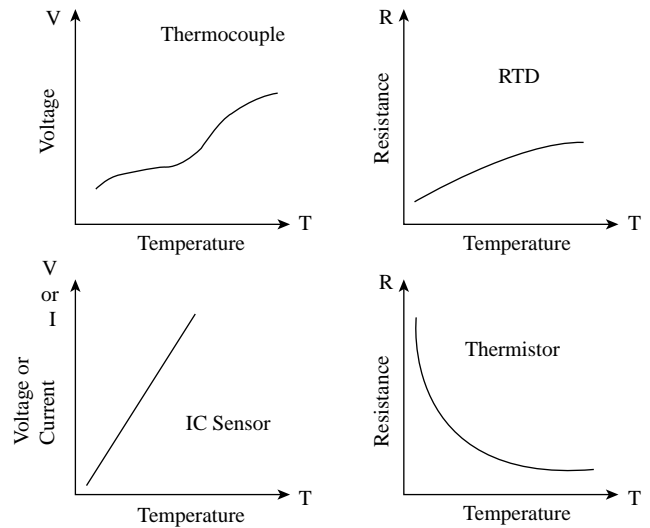 V
Thermocouple
Voltage
T
Temperature
R
RTD
Resistance
T
Temperature
V
or
I
Voltage or
Current
IC Sensor
T
Temperature
R
Thermistor
Resistance
T
Temperature